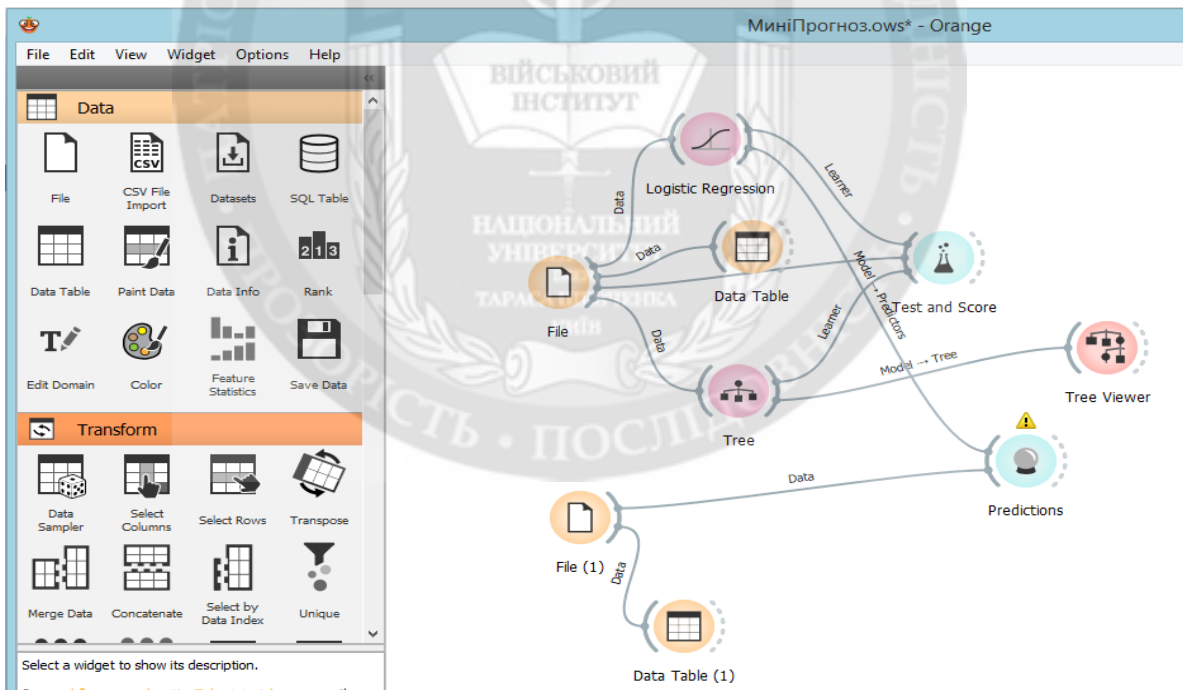 МиніПрогноз.ows* - Orange
File Edit View Widget Options Help
ВІЙСЬКОВИЙ
ІНСТИТУТ
НАЦІОНАЛЬНИЙ
КИЇВ
ПОСЛІДОВНІСТЬ
Data
File
CSV File
Import
Datasets
SQL Table
Data Table
Paint Data
Data Info
Rank
Edit Domain
Color
Feature
Statistics
Save Data
Transform
Data
Sampler
Select
Columns
Select Rows
Transpose
Merge Data
Concatenate
Select by
Data Index
Unique
Select a widget to show its description.
Logistic Regression
Learner
Data
Data
Data Table
Model → Predictors
Test and Score
File
Data
Learner
Model → Tree
Tree Viewer
Tree
Data
Predictions
File (1)
Data
Data Table (1)